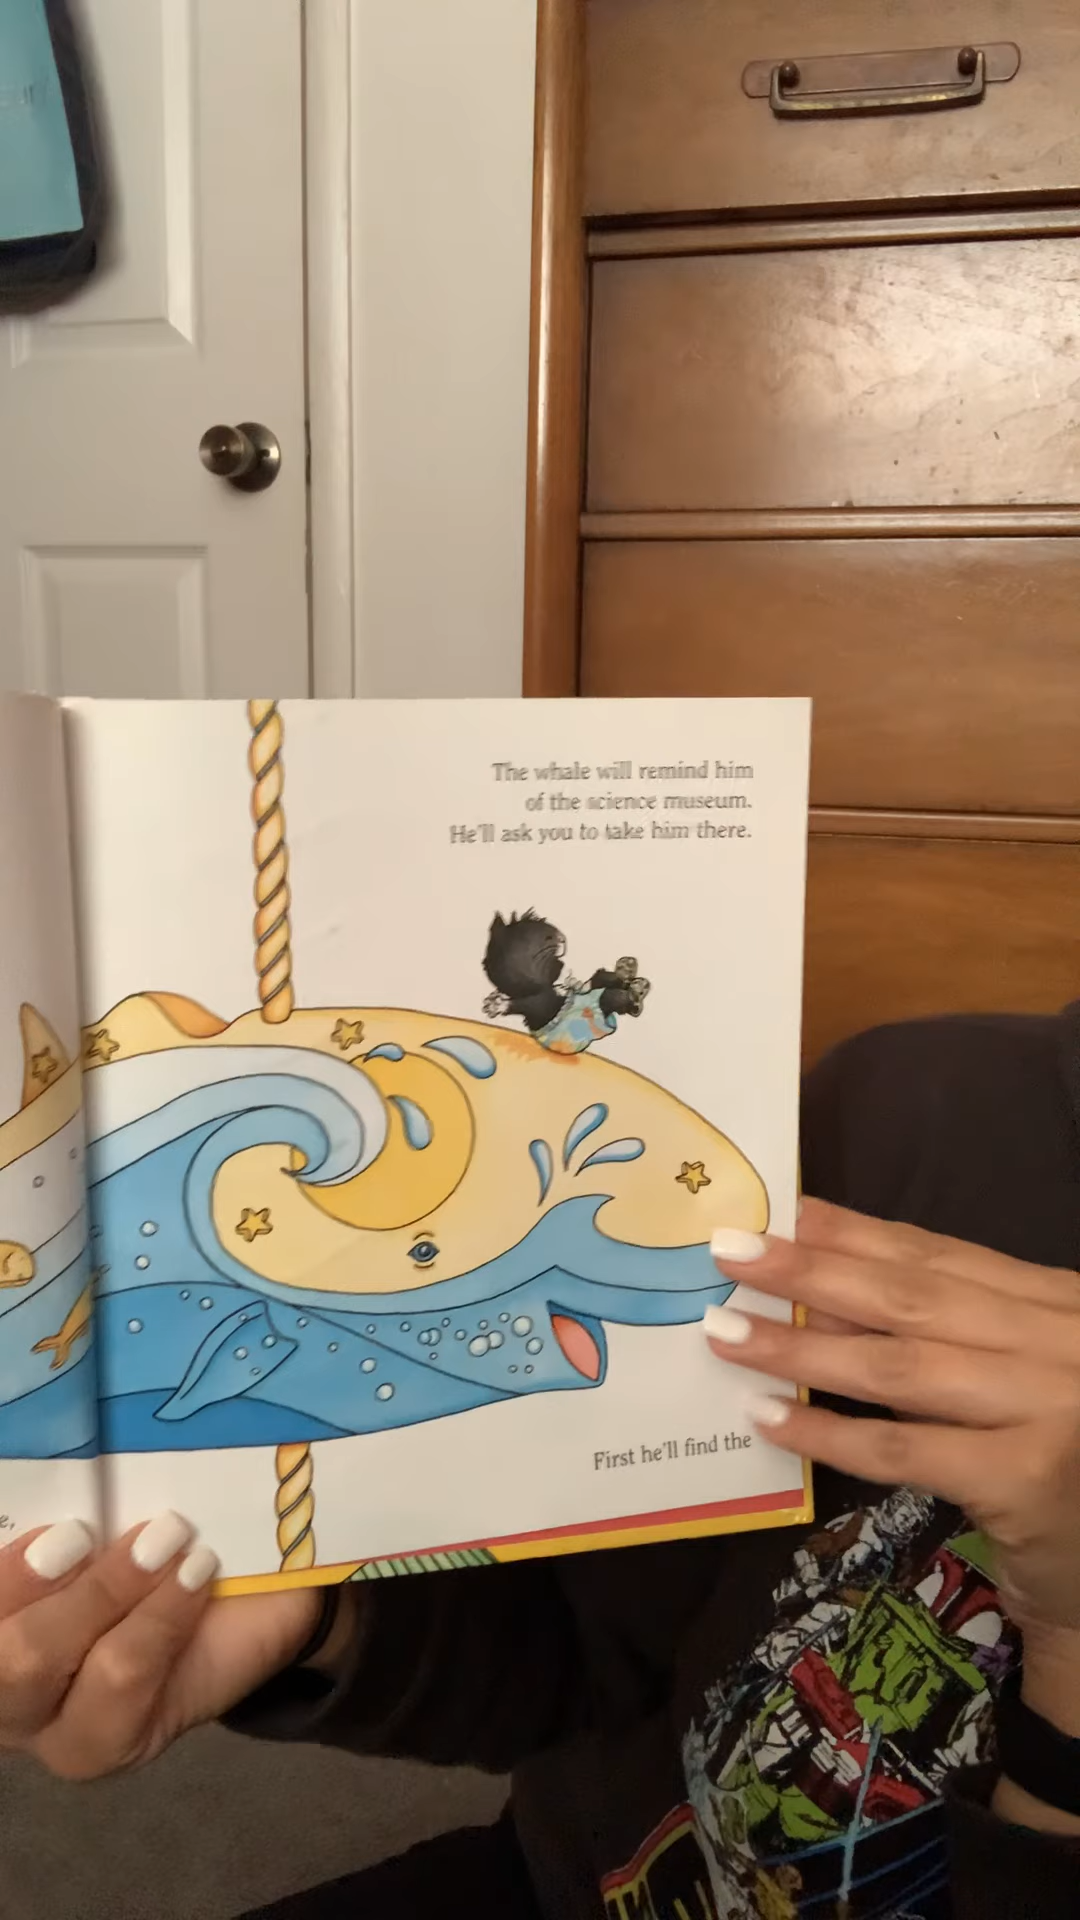 The whale will remind him
of the science museum.
He'll ask you to take him there.
First he'll find the